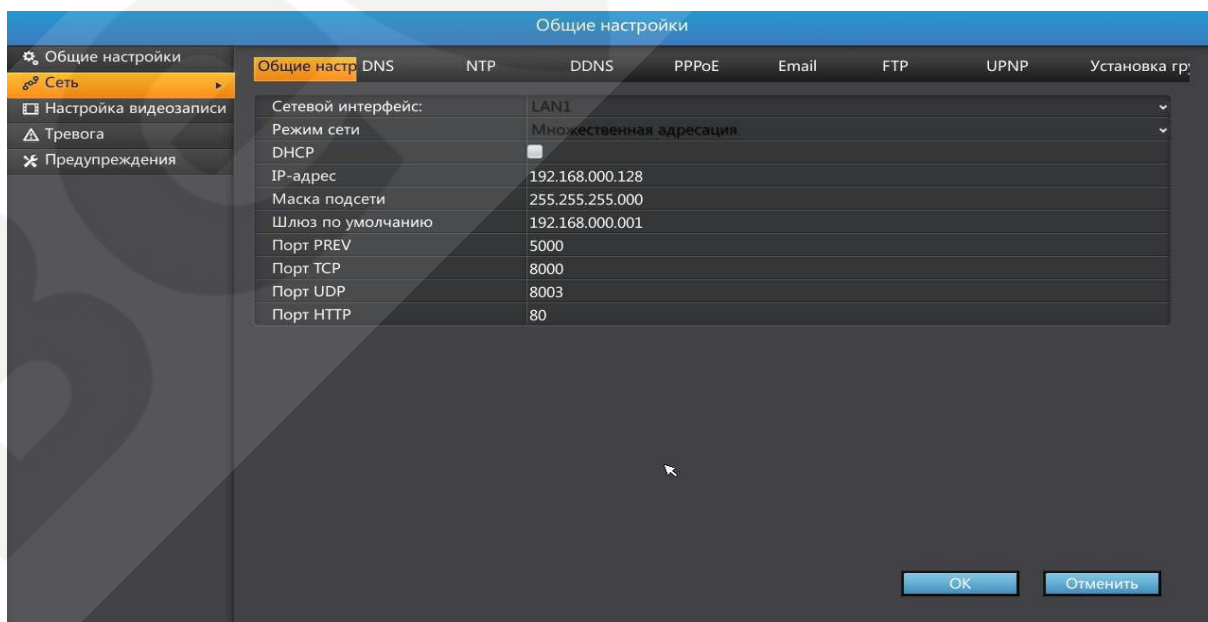 Общие настройки
Общие настройки
Сеть
Настройка видеозаписи
Тревога
Предупреждения
Общие настр DNS NTP DDNS PPPoE Email FTP UPNP Установка гру
Сетевой интерфейс: LAN1
Режим сети Множественная адресация
DHCP
IP-адрес 192.168.000.128
Маска подсети 255.255.255.000
Шлюз по умолчанию 192.168.000.001
Порт PREV 5000
Порт TCP 8000
Порт UDP 8003
Порт HTTP 80
OK Отменить